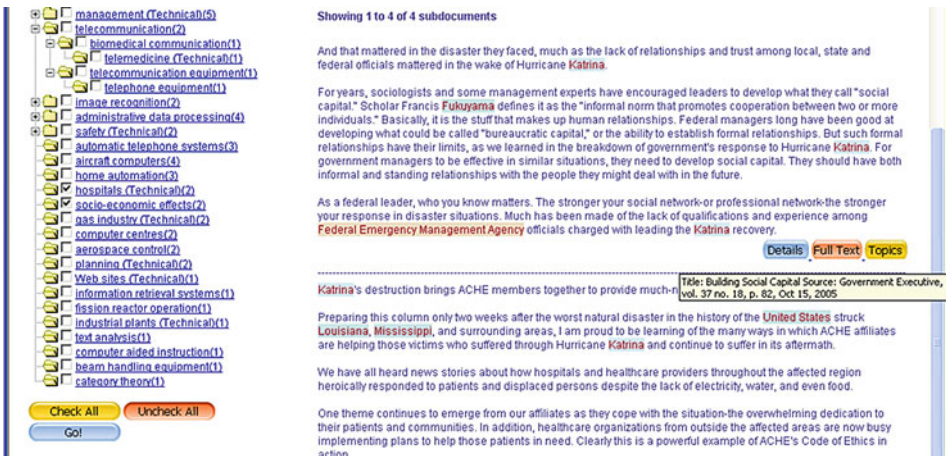 management (Technical)(5)
telecommunication(2)
biomedical communication(1)
telemedicine (Technical)(1)
telecommunication equipment(1)
telephone equipment(1)
image recognition(2)
administrative data processing(4)
safety (Technical)(2)
automatic telephone systems(3)
aircraft computers(4)
home automation(3)
hospitals (Technical)(2)
socio-economic effects(2)
gas industry (Technical)(2)
computer centres(2)
aerospace control(2)
planning (Technical)(2)
Web sites (Technical)(1)
information retrieval systems(1)
fission reactor operation(1)
industrial plants (Technical)(1)
text analysis(1)
computer aided instruction(1)
beam handling equipment(1)
category theory(1)
Check All Uncheck All
Go!
Showing 1 to 4 of 4 subdocuments
And that mattered in the disaster they faced, much as the lack of relationships and trust among local, state and
federal officials mattered in the wake of Hurricane Katrina.
For years, sociologists and some management experts have encouraged leaders to develop what they call "social
capital." Scholar Francis Fukuyama defines it as the "informal norm that promotes cooperation between two or more
individuals." Basically, it is the stuff that makes up human relationships. Federal managers long have been good at
developing what could be called "bureaucratic capital," or the ability to establish formal relationships. But such formal
relationships have their limits, as we learned in the breakdown of government's response to Hurricane Katrina. For
government managers to be effective in similar situations, they need to develop social capital. They should have both
informal and standing relationships with the people they might deal with in the future.
As a federal leader, who you know matters. The stronger your social network-or professional network-the stronger
your response in disaster situations. Much has been made of the lack of qualifications and experience among
Federal Emergency Management Agency officials charged with leading the Katrina recovery.
Details Full Text Topics
Title: Building Social Capital Source: Government Executive,
vol. 37 no. 18, p. 82, Oct 15, 2005
Katrina's destruction brings ACHE members together to provide much-n
Preparing this column only two weeks after the worst natural disaster in the history of the United States struck
Louisiana, Mississippi, and surrounding areas, I am proud to be learning of the many ways in which ACHE affiliates
are helping those victims who suffered through Hurricane Katrina and continue to suffer in its aftermath.
We have all heard news stories about how hospitals and healthcare providers throughout the affected region
heroically responded to patients and displaced persons despite the lack of electricity, water, and even food.
One theme continues to emerge from our affiliates as they cope with the situation-the overwhelming dedication to
their patients and communities. In addition, healthcare organizations from outside the affected areas are now busy
implementing plans to help those patients in need. Clearly this is a powerful example of ACHE's Code of Ethics in
action